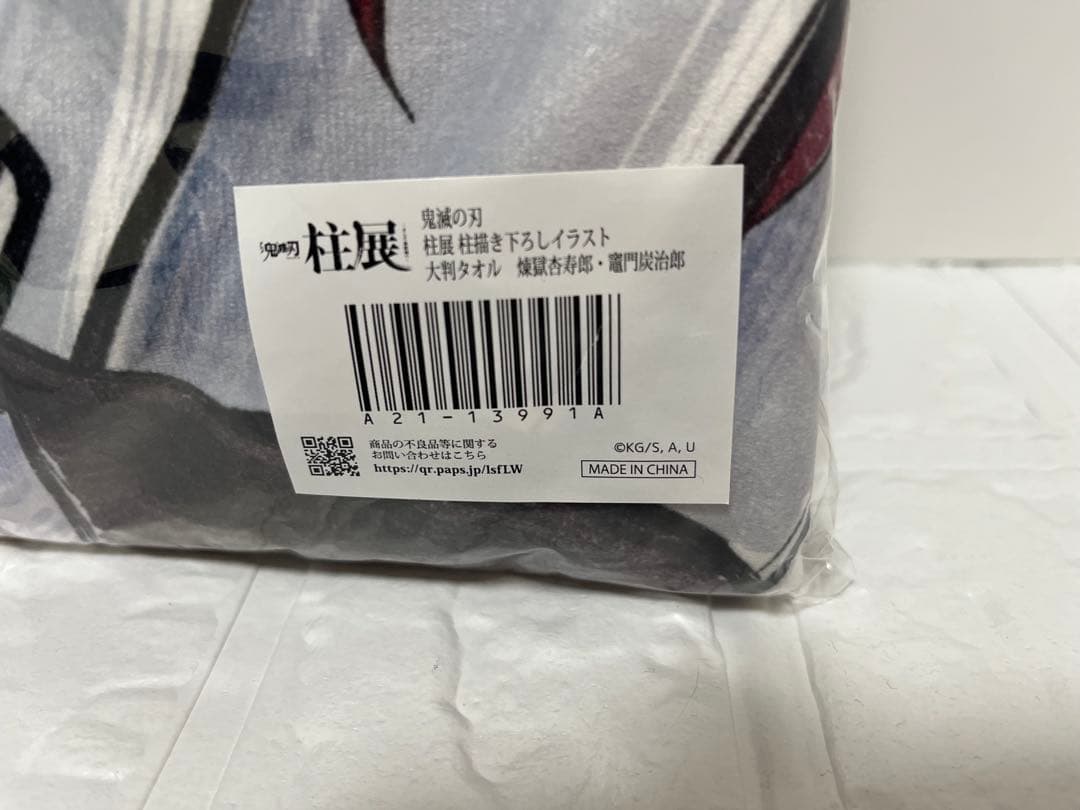 鬼滅の刃
柱展
鬼滅の刃
柱展 柱描き下ろしイラスト
大判タオル 煉獄杏寿郎・竈門炭治郎
A21-13991A
商品の不良品等に関する
お問い合わせはこちら
https://qr.paps.jp/lsfLW
©KG/S, A, U
MADE IN CHINA